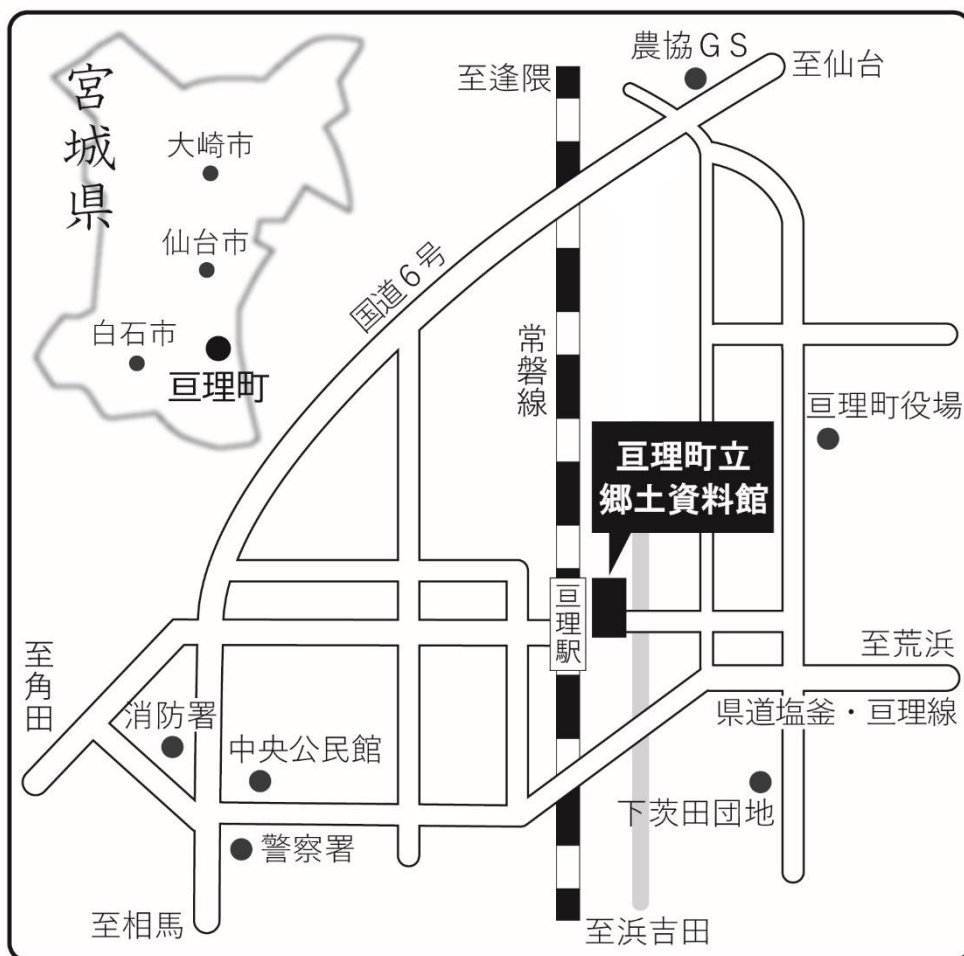 宮城県
大崎市
仙台市
白石市
亘理町
至逢隈
農協GS
至仙台
国道6号
常磐線
亘理町役場
亘理町立
郷土資料館
亘理駅
至角田
至荒浜
県道塩釜・亘理線
消防署
中央公民館
下茨田団地
警察署
至相馬
至浜吉田